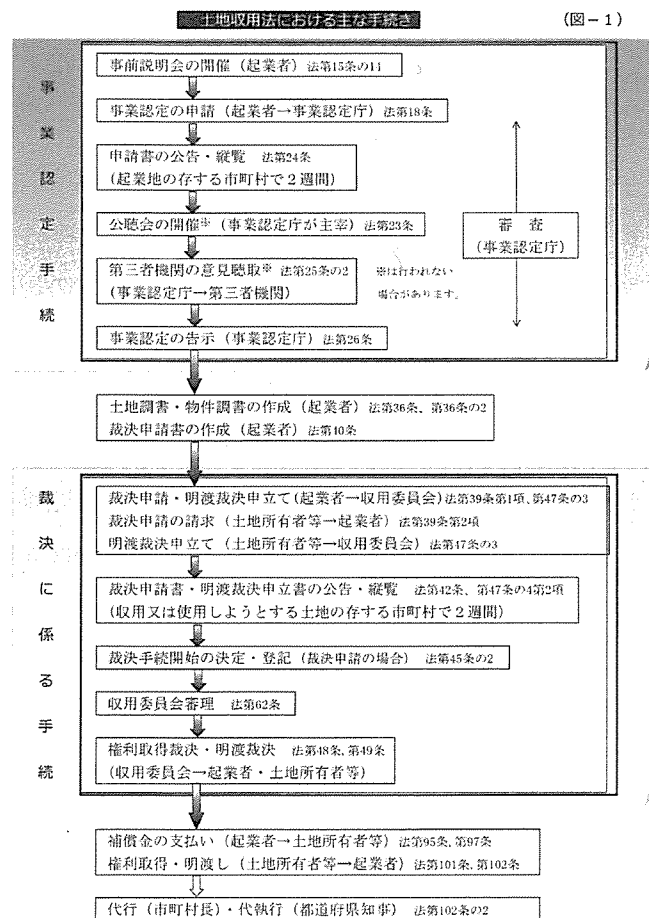 土地収用法における主な手続き
(図－1)
事業認定手続
事前説明会の開催（起業者）法第15条の14
事業認定の申請（起業者→事業認定庁）法第18条
申請書の公告・縦覧 法第24条
(起業地の存する市町村で２週間)
公聴会の開催※（事業認定庁が主宰）法第23条
第三者機関の意見聴取※ 法第25条の2
(事業認定庁→第三者機関)
※は行われない
場合があります。
審　査
(事業認定庁)
事業認定の告示（事業認定庁）法第26条
土地調書・物件調書の作成（起業者）法第36条、第36条の2
裁決申請書の作成（起業者）法第40条
裁決に係る手続
裁決申請・明渡裁決申立て(起業者→収用委員会)法第39条第1項、第47条の3
裁決申請の請求（土地所有者等→起業者）法第39条第2項
明渡裁決申立て（土地所有者等→収用委員会）法第47条の3
裁決申請書・明渡裁決申立書の公告・縦覧　法第42条、第47条の4第2項
(収用又は使用しようとする土地の存する市町村で２週間)
裁決手続開始の決定・登記（裁決申請の場合）法第45条の2
収用委員会審理　法第62条
権利取得裁決・明渡裁決　法第48条、第49条
(収用委員会→起業者・土地所有者等)
補償金の支払い（起業者→土地所有者等）法第95条、第97条
権利取得・明渡し（土地所有者等→起業者）法第101条、第102条
代行（市町村長）・代執行（都道府県知事）　法第102条の2